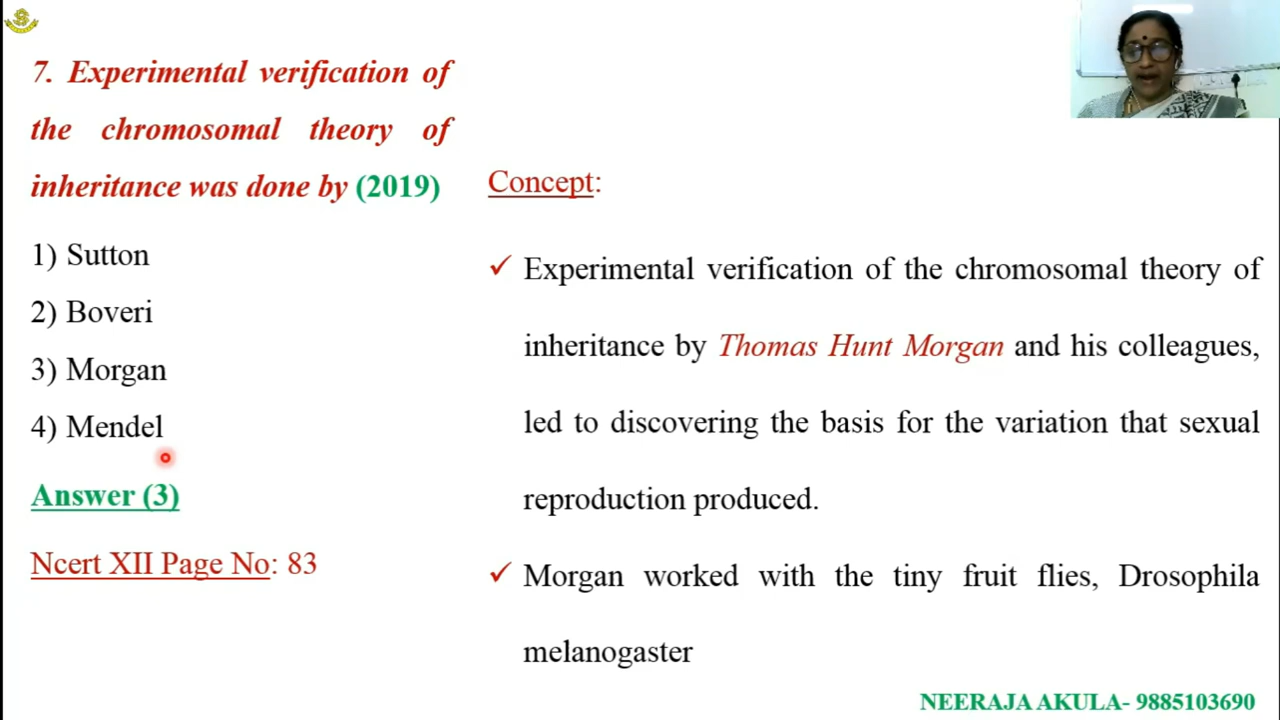 7. Experimental verification of
the chromosomal theory of
inheritance was done by (2019)
1) Sutton
2) Boveri
3) Morgan
4) Mendel
Answer (3)
Ncert XII Page No: 83
Concept:
✓ Experimental verification of the chromosomal theory of
inheritance by Thomas Hunt Morgan and his colleagues,
led to discovering the basis for the variation that sexual
reproduction produced.
✓ Morgan worked with the tiny fruit flies, Drosophila
melanogaster
NEERAJA AKULA- 9885103690